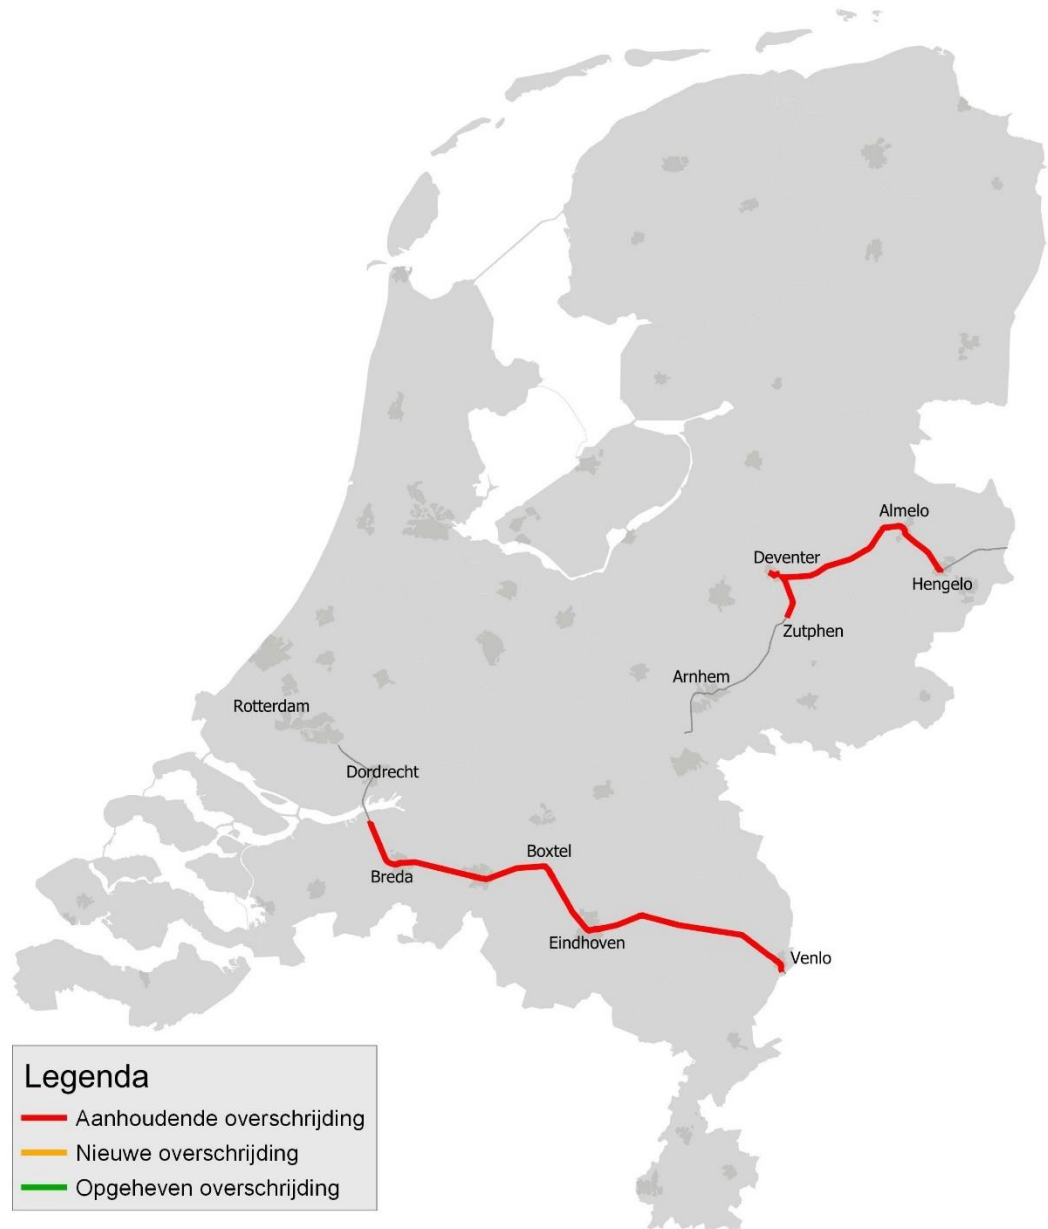 Almelo
Deventer
Hengelo
Zutphen
Arnhem
Rotterdam
Dordrecht
Boxtel
Breda
Eindhoven
Venlo
Legenda
Aanhoudende overschrijding
Nieuwe overschrijding
Opgeheven overschrijding